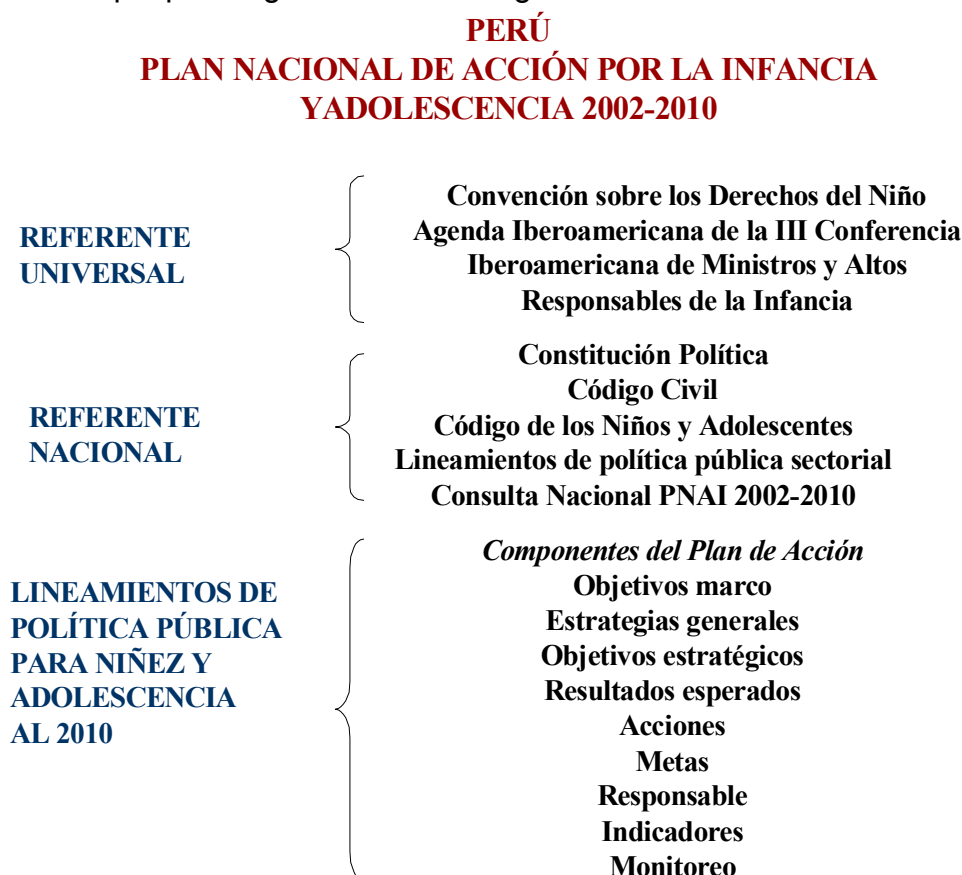 PERÚ
PLAN NACIONAL DE ACCIÓN POR LA INFANCIA
YADOLESCENCIA 2002-2010
REFERENTE
UNIVERSAL
Convención sobre los Derechos del Niño
Agenda Iberoamericana de la III Conferencia
Iberoamericana de Ministros y Altos
Responsables de la Infancia
REFERENTE
NACIONAL
Constitución Política
Código Civil
Código de los Niños y Adolescentes
Lineamientos de política pública sectorial
Consulta Nacional PNAI 2002-2010
LINEAMIENTOS DE
POLÍTICA PÚBLICA
PARA NIÑEZ Y
ADOLESCENCIA
AL 2010
Componentes del Plan de Acción
Objetivos marco
Estrategias generales
Objetivos estratégicos
Resultados esperados
Acciones
Metas
Responsable
Indicadores
Monitoreo